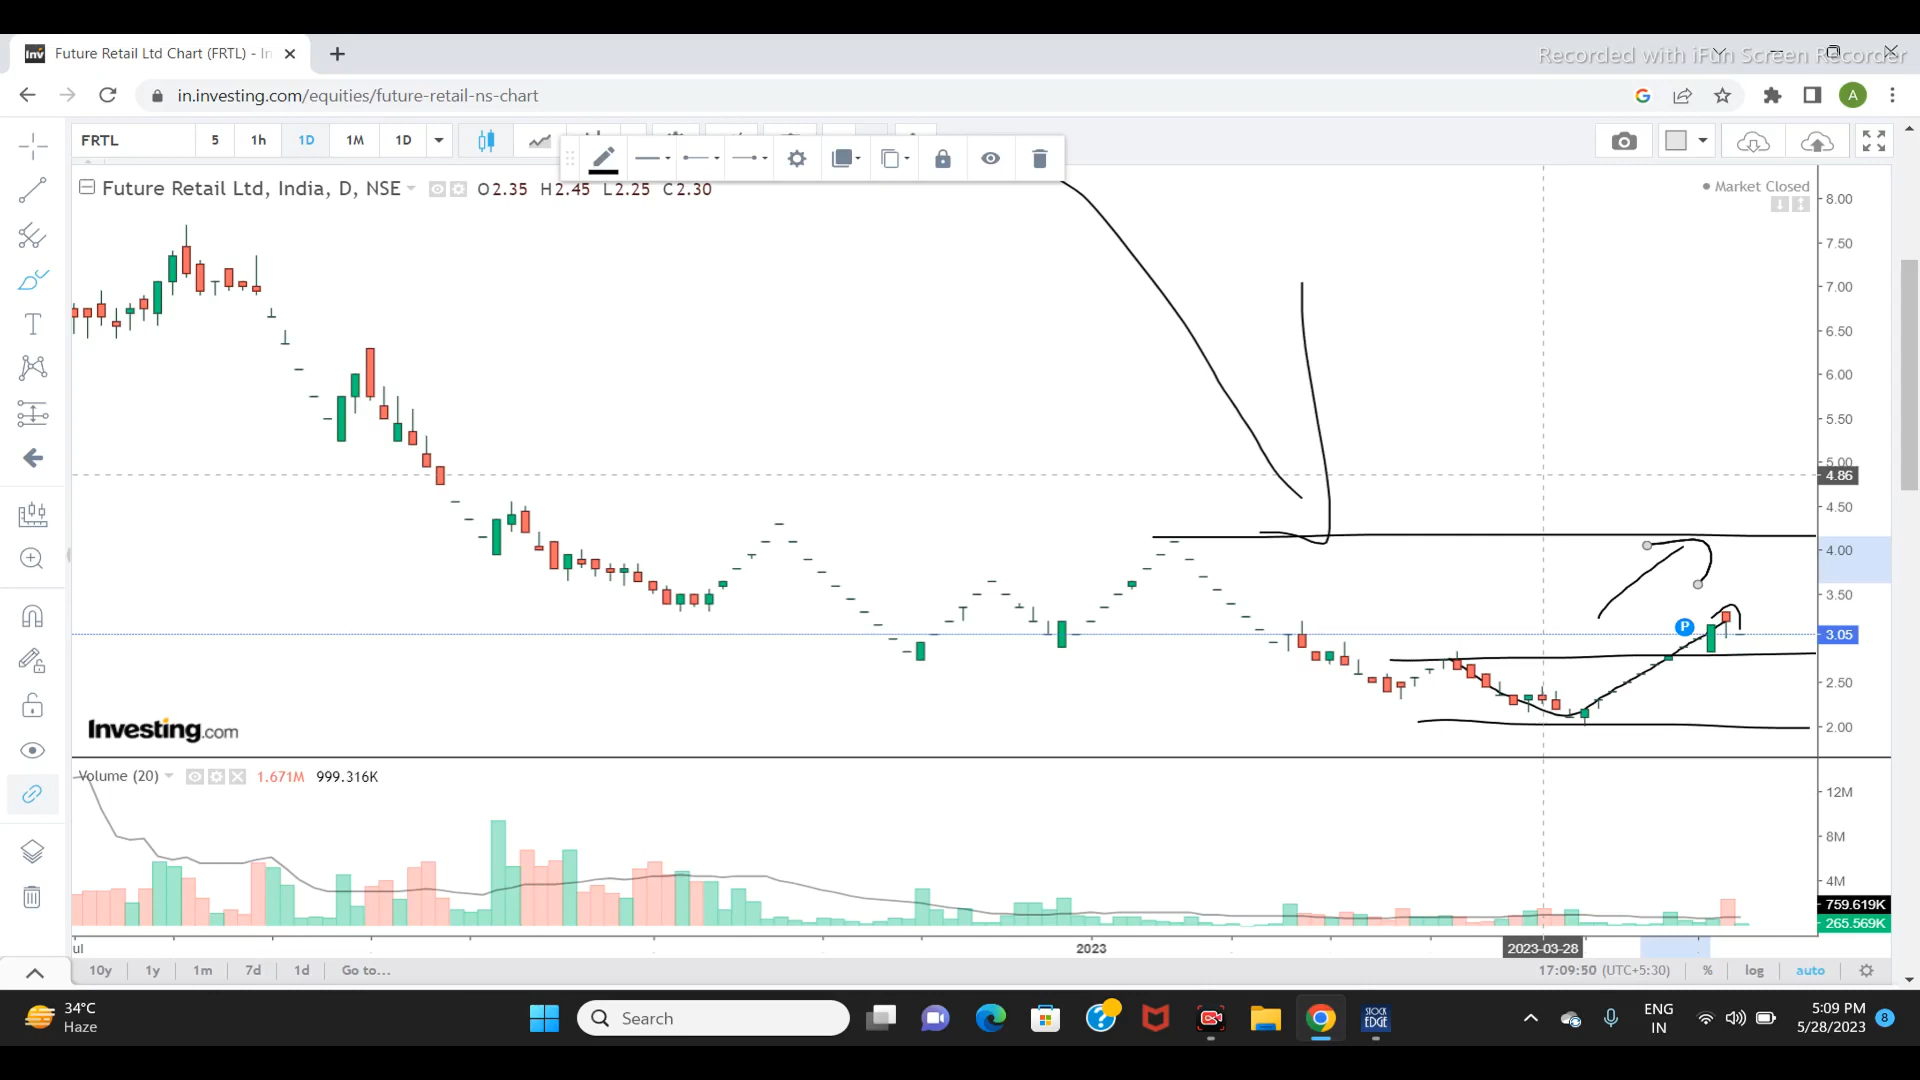 Future Retail Ltd Chart (FRTL) - In
Recorded with iFun Screen Recorder
in.investing.com/equities/future-retail-ns-chart
A
FRTL 5 1h 1D 1M 1D
Future Retail Ltd, India, D, NSE O2.35 H2.45 L2.25 C2.30
Market Closed
8.00
7.50
7.00
6.50
6.00
5.50
5.00
4.86
4.50
4.00
3.50
P
3.05
2.50
2.00
Investing.com
Volume (20) 1.671M 999.316K
12M
8M
4M
759.619K
265.569K
ul 2023 2023-03-28
10y 1y 1m 7d 1d Go to... 17:09:50 (UTC+5:30) % log auto
34°C
Haze
Search
STOCK
EDGE
ENG
IN
5:09 PM
5/28/2023
8